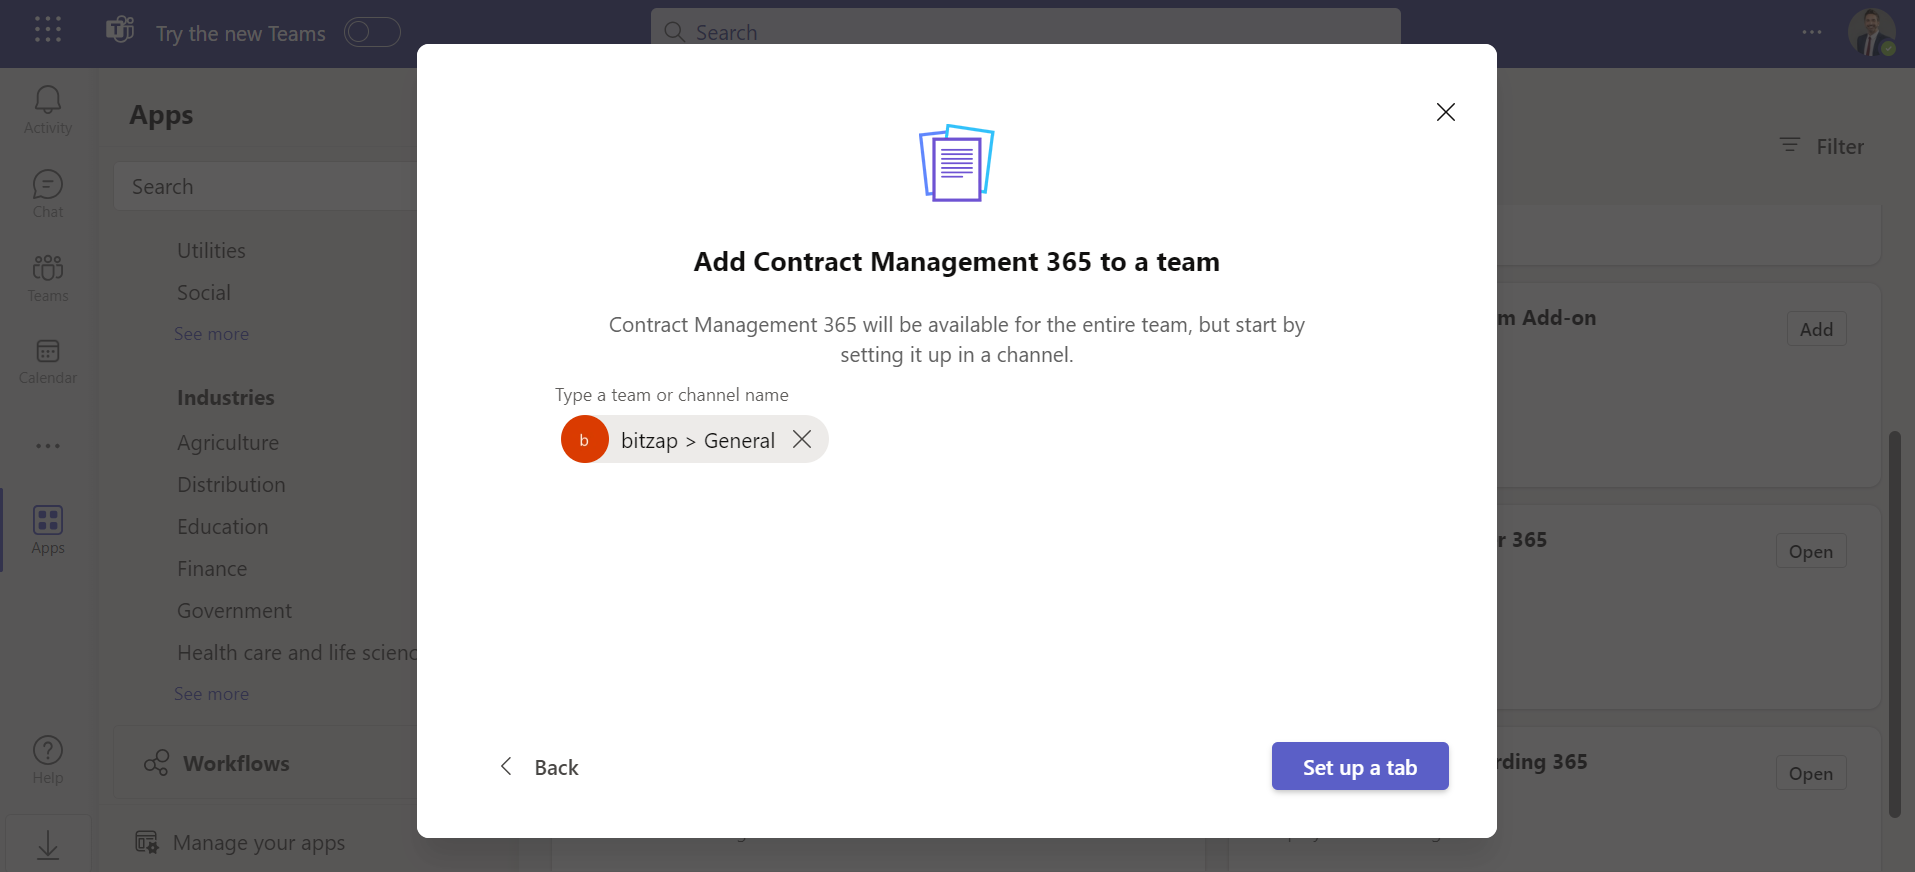 Try the new Teams
Search
Activity
Chat
Teams
Calendar
Apps
Help
Apps
Search
Utilities
Social
See more
Industries
Agriculture
Distribution
Education
Finance
Government
Health care and life scienc
See more
Workflows
Manage your apps
Add Contract Management 365 to a team
Contract Management 365 will be available for the entire team, but start by
setting it up in a channel.
Type a team or channel name
b bitzap > General
Back
Set up a tab
Filter
m Add-on
Add
r 365
Open
rding 365
Open